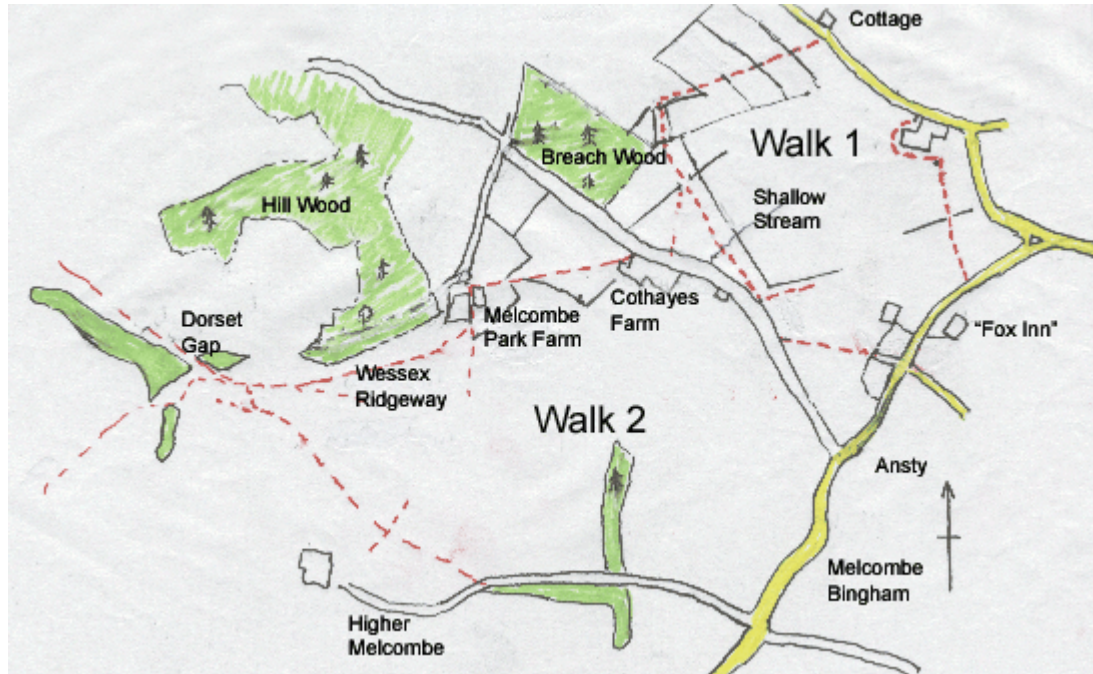 Cottage
Walk 1
Breach Wood
Shallow
Stream
Hill Wood
Dorset
Gap
Melcombe
Park Farm
Cothayes
Farm
"Fox Inn"
Wessex
Ridgeway
Walk 2
Ansty
Melcombe
Bingham
Higher
Melcombe